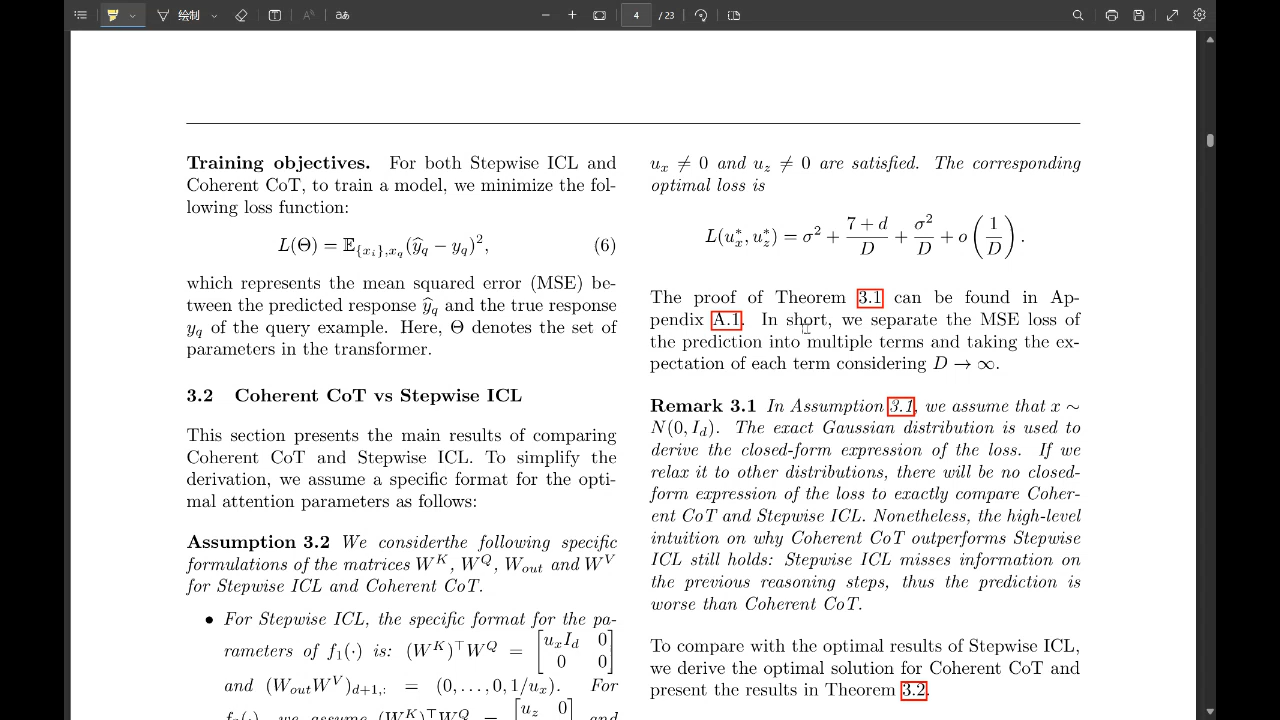 绘制 aあ 4 / 23
Training objectives. For both Stepwise ICL and
Coherent CoT, to train a model, we minimize the fol-
lowing loss function:
L(Θ) = 𝔼_{{x_i},x_q}(ŷ_q − y_q)², (6)
which represents the mean squared error (MSE) be-
tween the predicted response ŷ_q and the true response
y_q of the query example. Here, Θ denotes the set of
parameters in the transformer.
3.2 Coherent CoT vs Stepwise ICL
This section presents the main results of comparing
Coherent CoT and Stepwise ICL. To simplify the
derivation, we assume a specific format for the opti-
mal attention parameters as follows:
Assumption 3.2 We considerthe following specific
formulations of the matrices W^K, W^Q, W_out and W^V
for Stepwise ICL and Coherent CoT.
• For Stepwise ICL, the specific format for the pa-
rameters of f₁(·) is: (W^K)^⊤W^Q = [u_x I_d 0; 0 0]
and (W_out W^V)_{d+1,:} = (0, . . . , 0, 1/u_x). For
we assume (W^K)^⊤W^Q = [u_z 0 and
u_x ≠ 0 and u_z ≠ 0 are satisfied. The corresponding
optimal loss is
L(u_x^*, u_z^*) = σ² + (7 + d)/D + σ²/D + o(1/D).
The proof of Theorem 3.1 can be found in Ap-
pendix A.1. In short, we separate the MSE loss of
the prediction into multiple terms and taking the ex-
pectation of each term considering D → ∞.
Remark 3.1 In Assumption 3.1, we assume that x ∼
N(0, I_d). The exact Gaussian distribution is used to
derive the closed-form expression of the loss. If we
relax it to other distributions, there will be no closed-
form expression of the loss to exactly compare Coher-
ent CoT and Stepwise ICL. Nonetheless, the high-level
intuition on why Coherent CoT outperforms Stepwise
ICL still holds: Stepwise ICL misses information on
the previous reasoning steps, thus the prediction is
worse than Coherent CoT.
To compare with the optimal results of Stepwise ICL,
we derive the optimal solution for Coherent CoT and
present the results in Theorem 3.2.